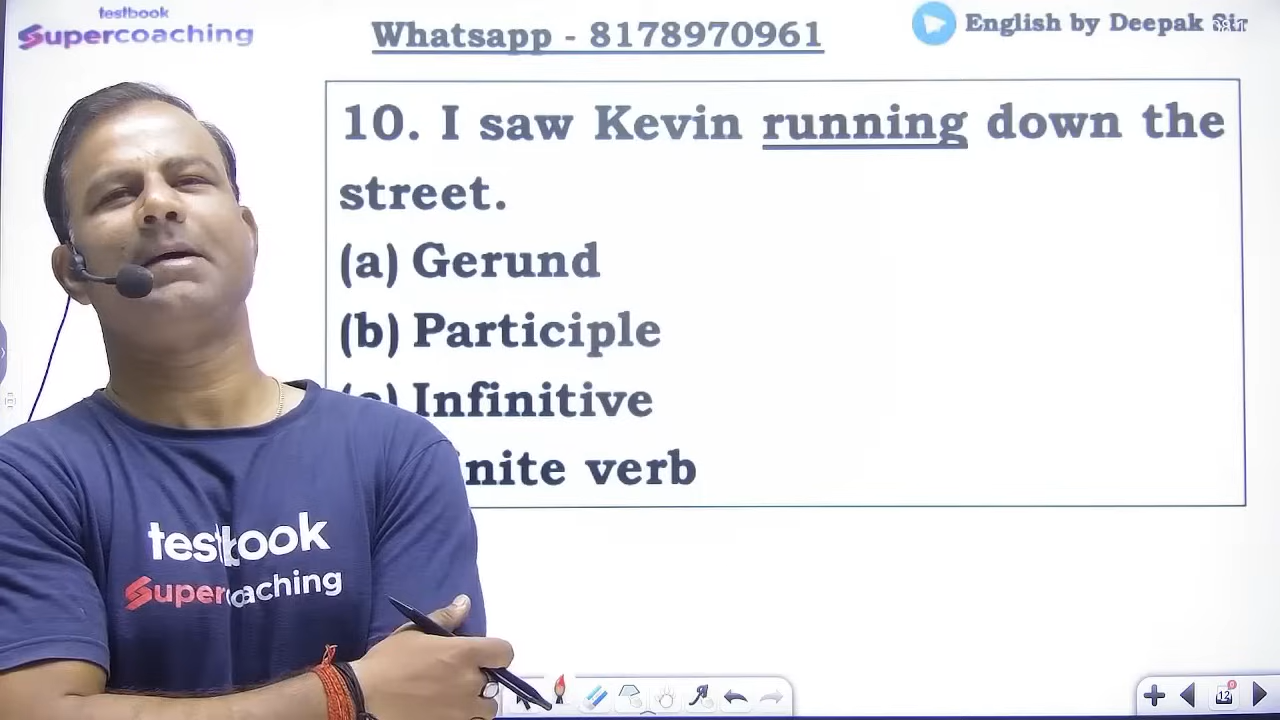 testbook
Supercoaching
Whatsapp - 8178970961
English by Deepak Sir
10. I saw Kevin running down the
street.
(a) Gerund
(b) Participle
Infinitive
verb
testbook
Supercoaching
12